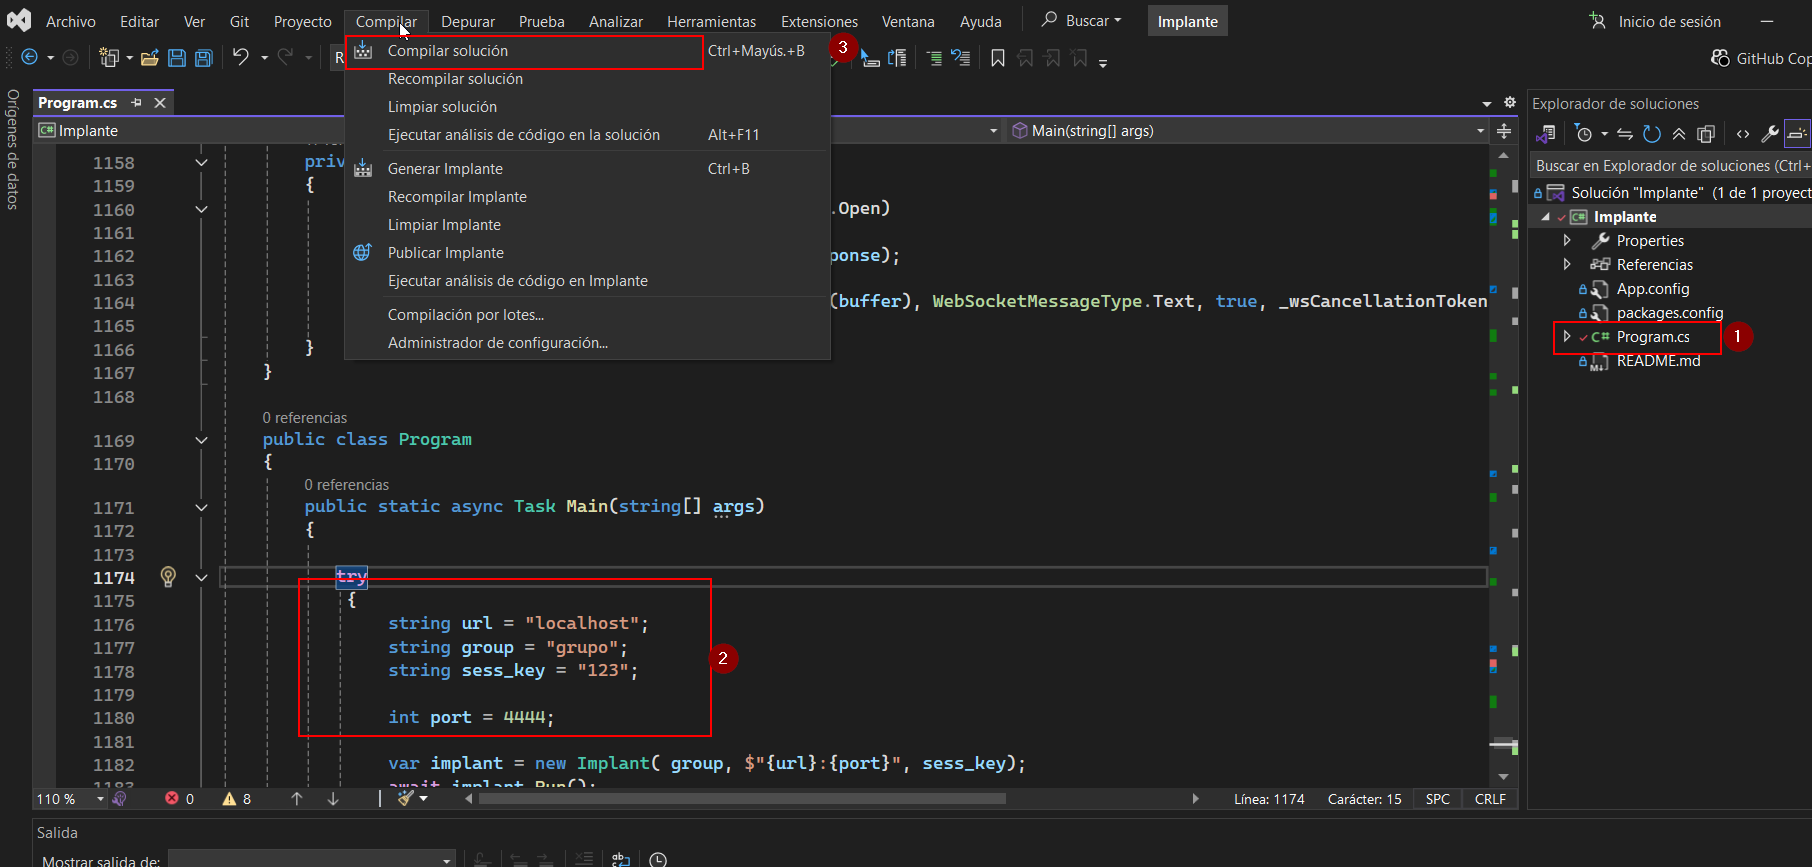 Archivo Editar Ver Git Proyecto Compilar Depurar Prueba Analizar Herramientas Extensiones Ventana Ayuda Buscar Implante Inicio de sesión
R
GitHub Cop
Compilar solución Ctrl+Mayús.+B
3
Recompilar solución
Limpiar solución
Ejecutar análisis de código en la solución Alt+F11
Generar Implante Ctrl+B
Recompilar Implante
Limpiar Implante
Publicar Implante
Ejecutar análisis de código en Implante
Compilación por lotes...
Administrador de configuración...
Orígenes de datos
Program.cs
C# Implante
Main(string[] args)
1158 priv
1159 {
1160 .Open)
1161
1162 ponse);
1163
1164 (buffer), WebSocketMessageType.Text, true, _wsCancellationToken
1165
1166 }
1167 }
1168
0 referencias
1169 public class Program
1170 {
0 referencias
1171 public static async Task Main(string[] args)
1172 {
1173
1174 try
1175 {
1176 string url = "localhost";
1177 string group = "grupo";
1178 string sess_key = "123";
1179
1180 int port = 4444;
1181
1182 var implant = new Implant( group, $"{url}:{port}", sess_key);
1183 await implant.Run();
2
110 % 0 8 Línea: 1174 Carácter: 15 SPC CRLF
Salida
Mostrar salida de:
Explorador de soluciones
Buscar en Explorador de soluciones (Ctrl+
Solución "Implante" (1 de 1 proyect
C# Implante
Properties
Referencias
App.config
packages.config
C# Program.cs
1
README.md